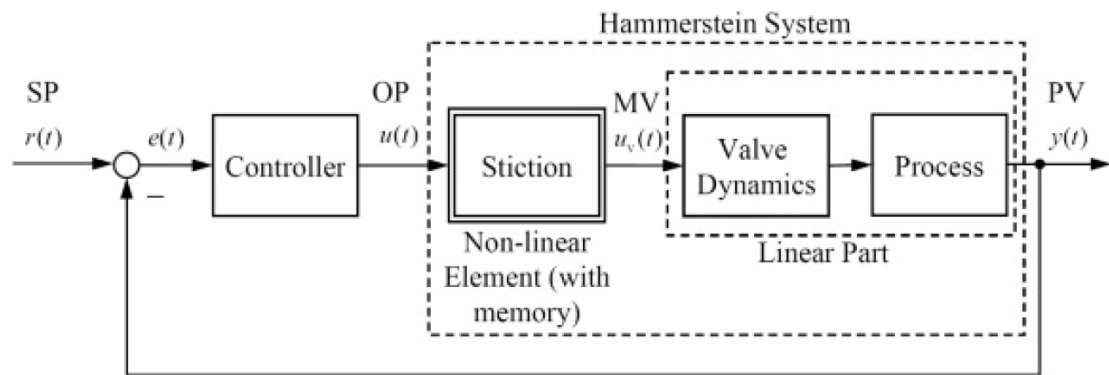 Hammerstein System
SP
OP
MV
PV
r(t)
e(t)
Controller
u(t)
Stiction
u_v(t)
Valve
Dynamics
Process
y(t)
−
Linear Part
Non-linear
Element (with
memory)